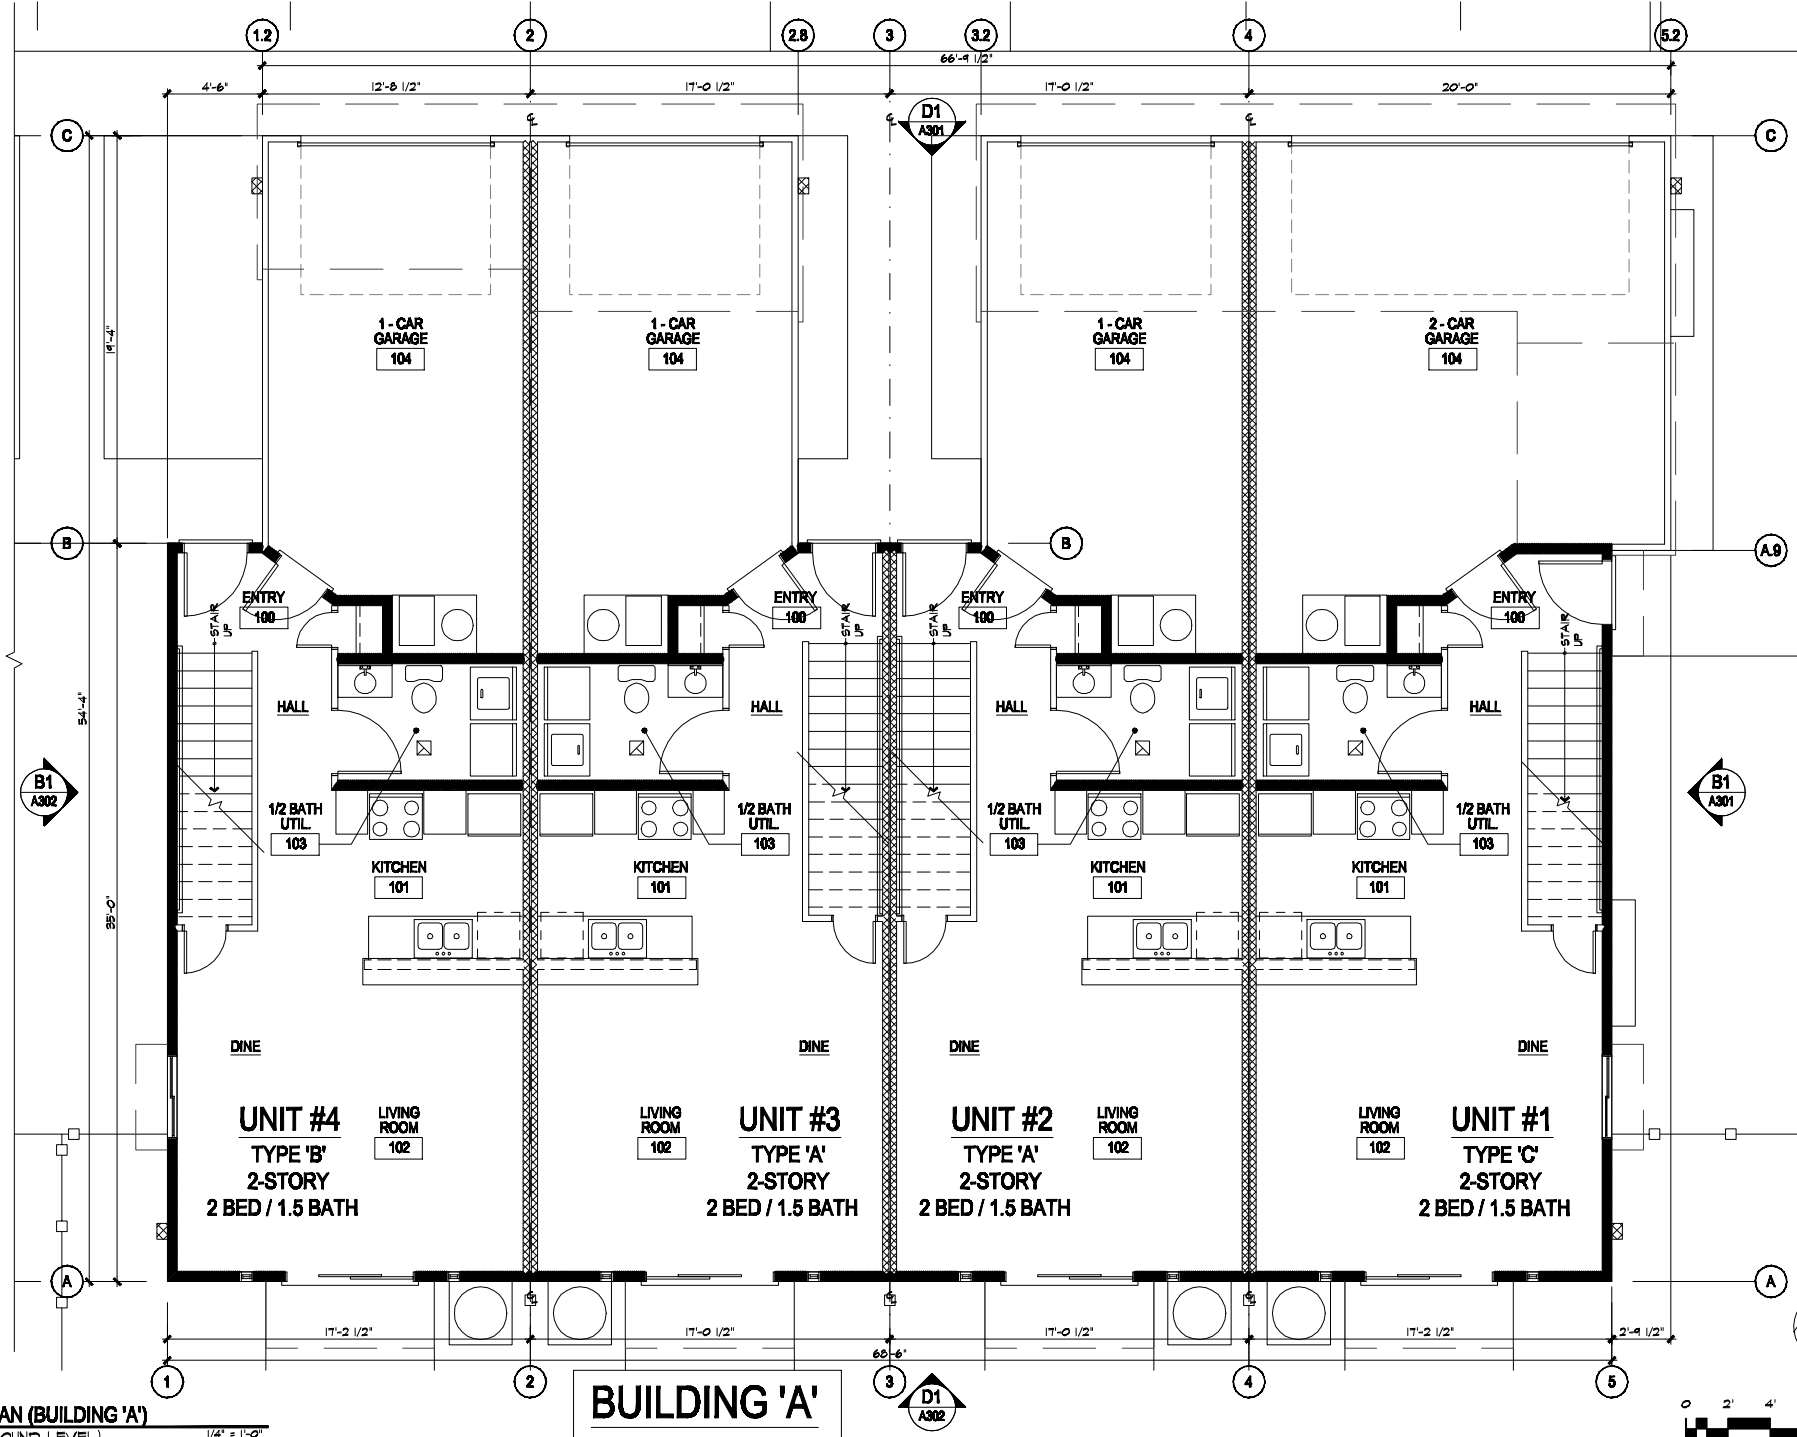 1.2 2 2.8 3 3.2 4 5.2
66'-9 1/2"
4'-6" 12'-8 1/2" 17'-0 1/2" 17'-0 1/2" 20'-0"
D1
A301
C C
1 - CAR
GARAGE
104
1 - CAR
GARAGE
104
1 - CAR
GARAGE
104
2 - CAR
GARAGE
104
19'-4"
B B A.9
ENTRY
100
ENTRY
100
ENTRY
100
ENTRY
100
STAIR
UP
STAIR
UP
STAIR
UP
STAIR
UP
54'-4"
HALL HALL HALL HALL
B1
A302
B1
A301
1/2 BATH
UTIL.
103
1/2 BATH
UTIL.
103
1/2 BATH
UTIL.
103
1/2 BATH
UTIL.
103
KITCHEN
101
KITCHEN
101
KITCHEN
101
KITCHEN
101
35'-0"
DINE DINE DINE DINE
UNIT #4
TYPE 'B'
2-STORY
2 BED / 1.5 BATH
LIVING
ROOM
102
LIVING
ROOM
102
UNIT #3
TYPE 'A'
2-STORY
2 BED / 1.5 BATH
UNIT #2
TYPE 'A'
2-STORY
2 BED / 1.5 BATH
LIVING
ROOM
102
LIVING
ROOM
102
UNIT #1
TYPE 'C'
2-STORY
2 BED / 1.5 BATH
A A
17'-2 1/2" 17'-0 1/2" 17'-0 1/2" 17'-2 1/2" 2'-9 1/2"
68'-6"
1 2 3 4 5
D1
A302
BUILDING 'A'
AN (BUILDING 'A')
1/4" = 1'-0"
0 2' 4'